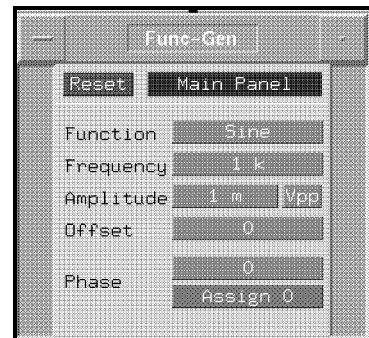 Func-Gen
Reset Main Panel
Function Sine
Frequency 1 k
Amplitude 1 m Vpp
Offset 0
Phase 0
Assign 0